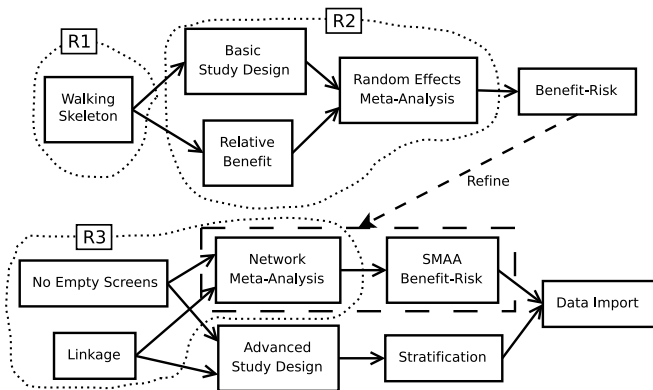 R1
R2
Walking
Skeleton
Basic
Study Design
Relative
Benefit
Random Effects
Meta-Analysis
Benefit-Risk
Refine
R3
No Empty Screens
Linkage
Network
Meta-Analysis
SMAA
Benefit-Risk
Advanced
Study Design
Stratification
Data Import